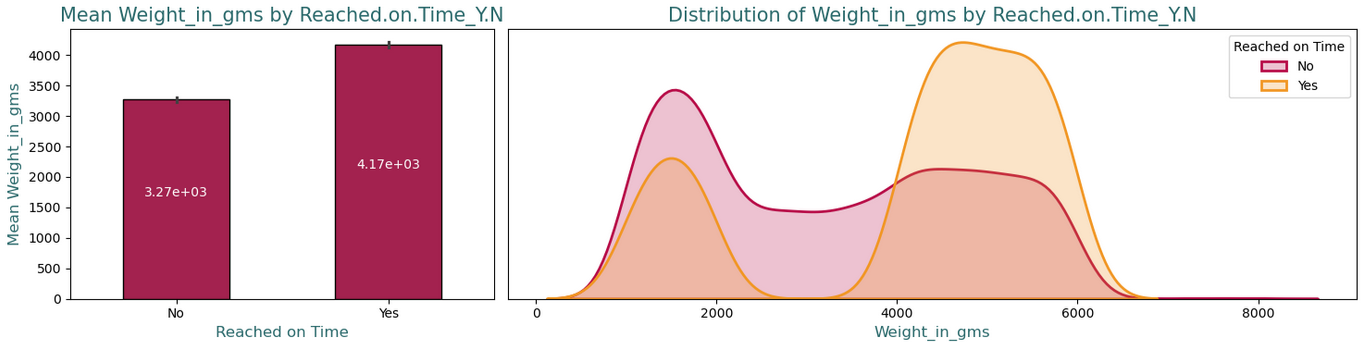 Mean Weight_in_gms by Reached.on.Time_Y.N
Mean Weight_in_gms
4000
3500
3000
2500
2000
1500
1000
500
0
3.27e+03
4.17e+03
No
Yes
Reached on Time
Distribution of Weight_in_gms by Reached.on.Time_Y.N
Reached on Time
No
Yes
0
2000
4000
6000
8000
Weight_in_gms